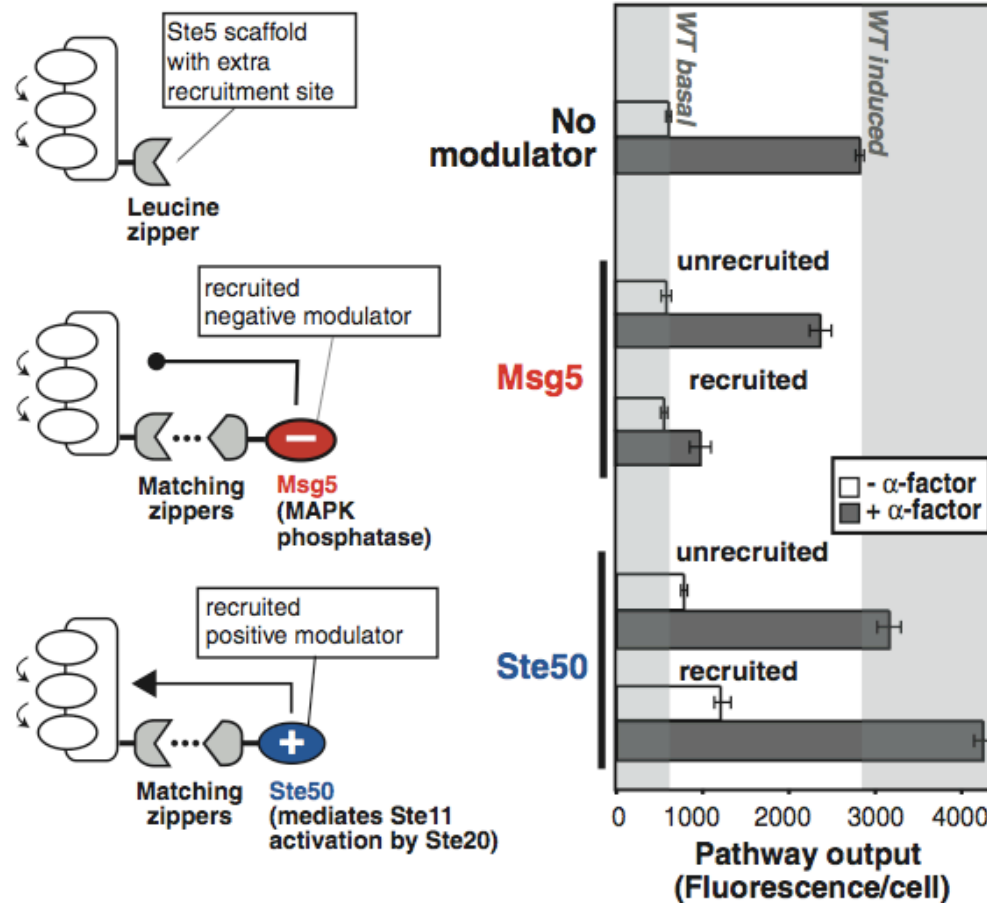 Ste5 scaffold
with extra
recruitment site
Leucine
zipper
recruited
negative modulator
−
Matching
zippers
Msg5
(MAPK
phosphatase)
recruited
positive modulator
+
Matching
zippers
Ste50
(mediates Ste11
activation by Ste20)
WT basal
WT induced
No
modulator
unrecruited
Msg5
recruited
- α-factor
+ α-factor
unrecruited
Ste50
recruited
0 1000 2000 3000 4000
Pathway output
(Fluorescence/cell)